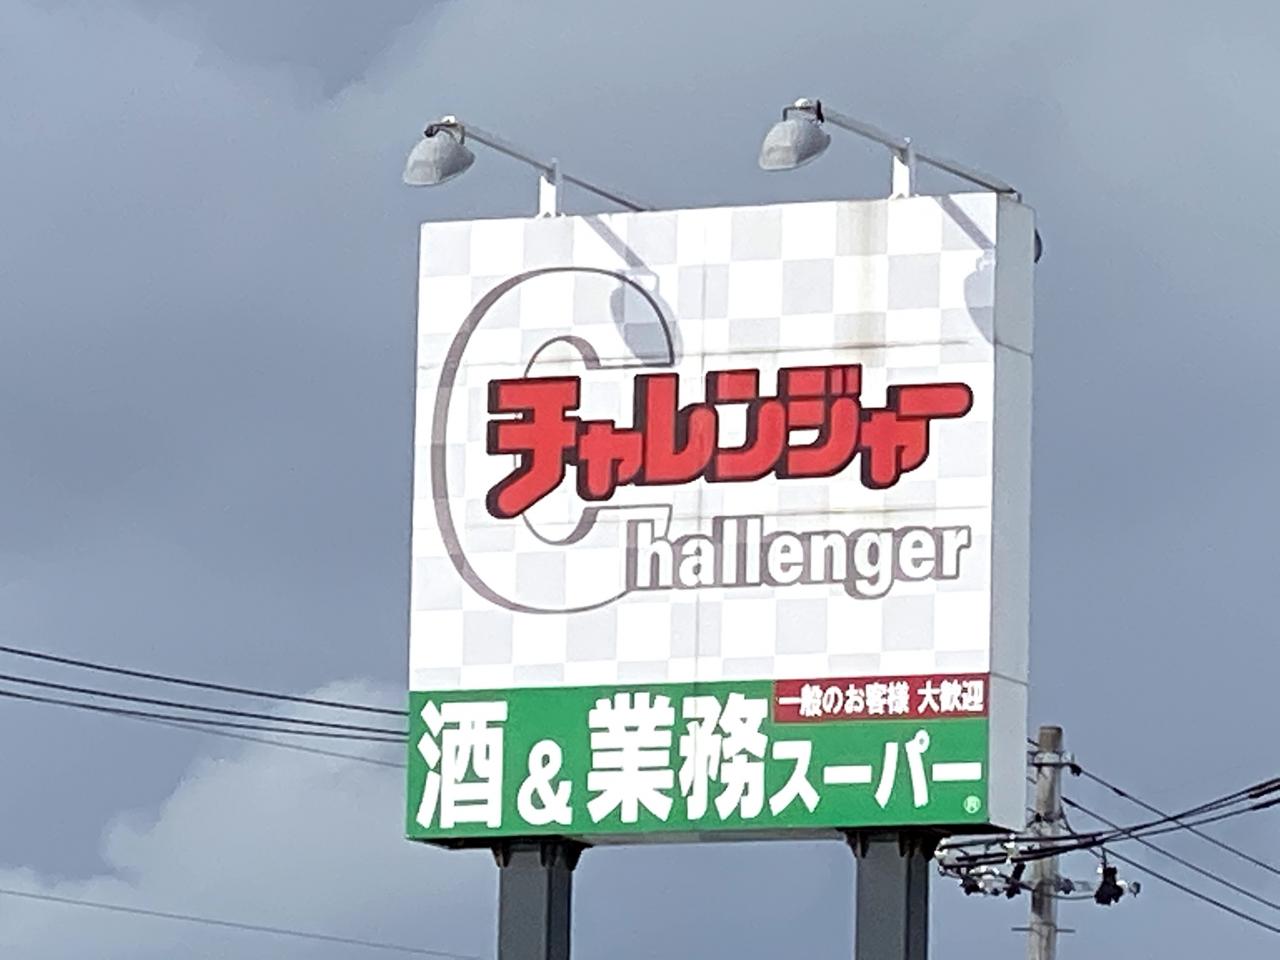 チャレンジャー
Challenger
一般のお客様 大歓迎
酒&業務スーパー®